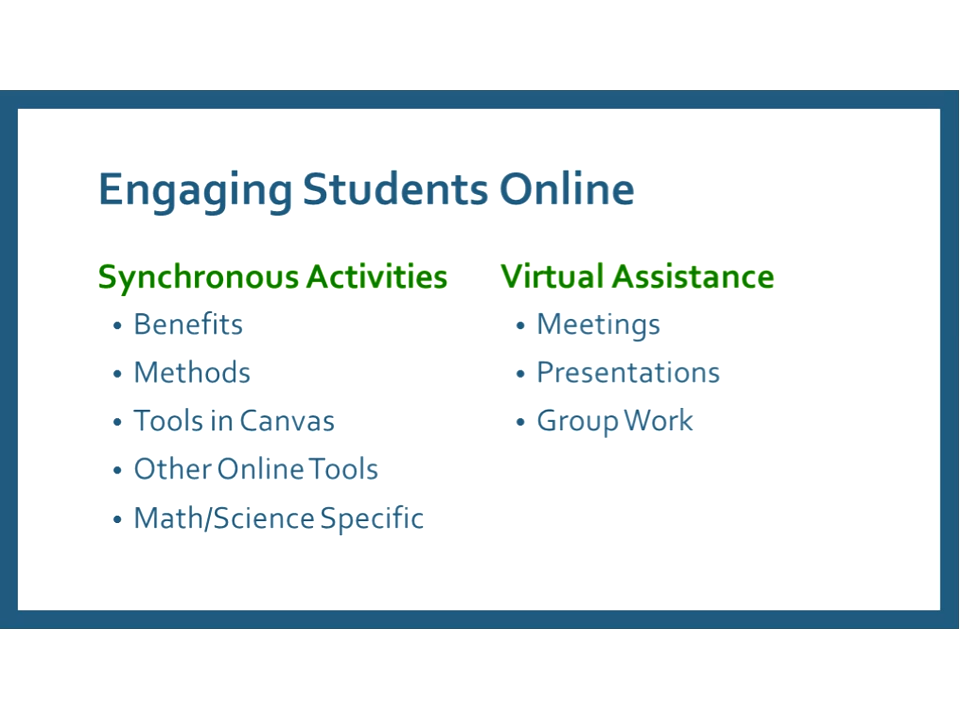 Engaging Students Online
Synchronous Activities
• Benefits
• Methods
• Tools in Canvas
• Other Online Tools
• Math/Science Specific
Virtual Assistance
• Meetings
• Presentations
• Group Work